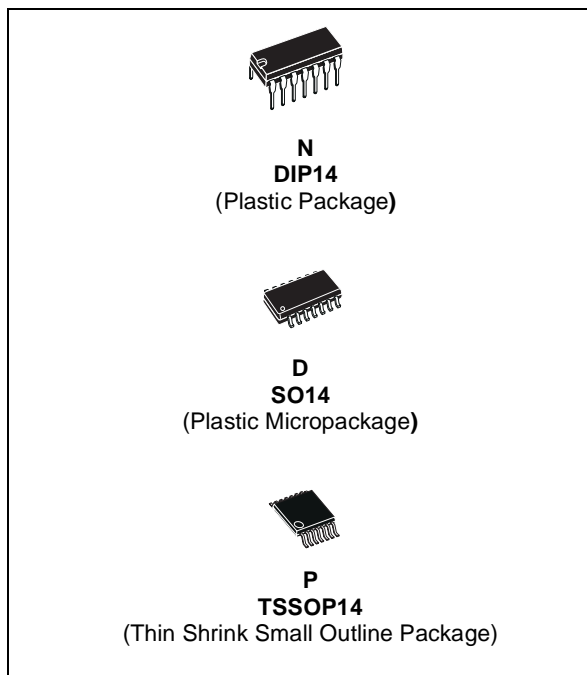 N
DIP14
(Plastic Package)
D
SO14
(Plastic Micropackage)
P
TSSOP14
(Thin Shrink Small Outline Package)